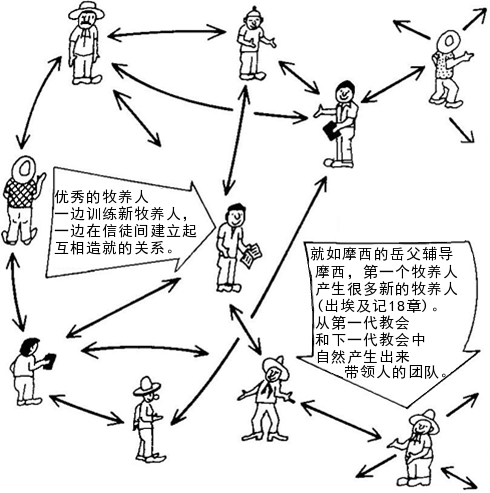 优秀的牧养人
一边训练新牧养人，
一边在信徒间建立起
互相造就的关系。
就如摩西的岳父辅导
摩西，第一个牧养人
产生很多新的牧养人
(出埃及记18章)。
从第一代教会
和下一代教会中
自然产生出来
带领人的团队。